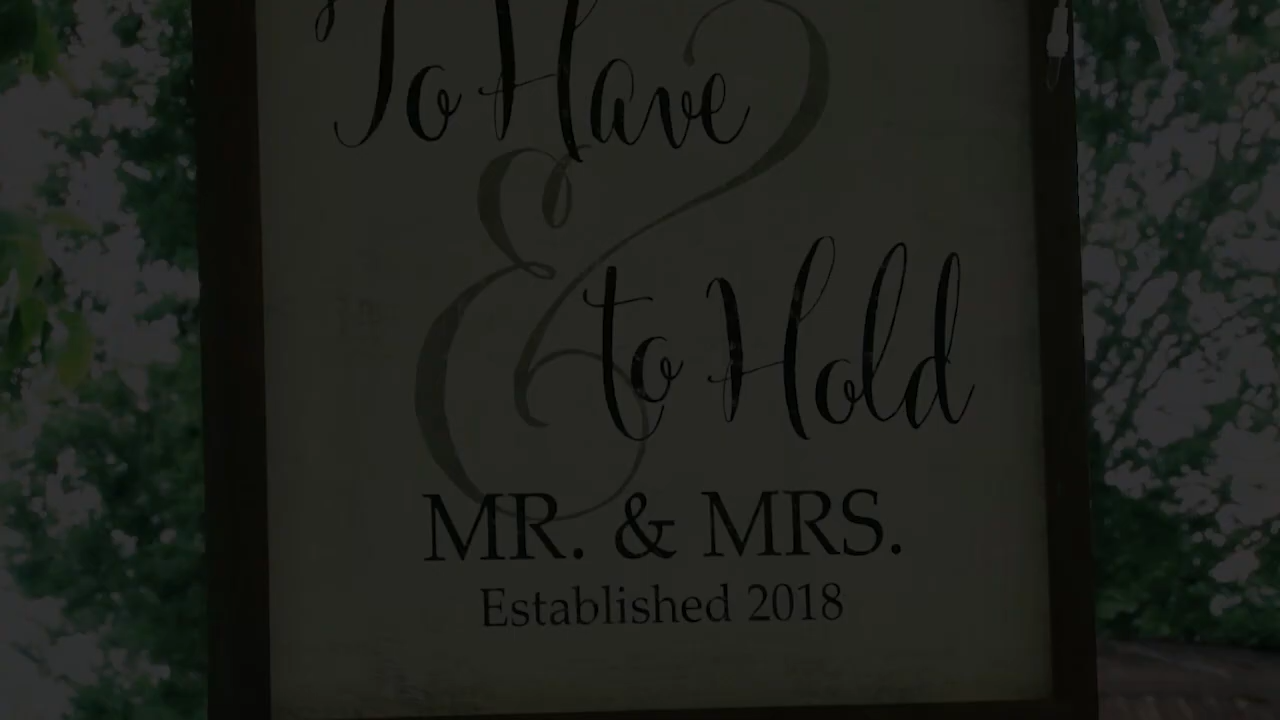 To Have
&
to Hold
MR. & MRS.
Established 2018